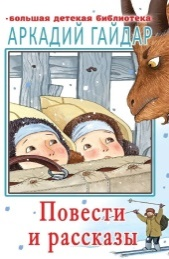 •большая детская библиотека•
АРКАДИЙ ГАЙДАР
Повести
и рассказы